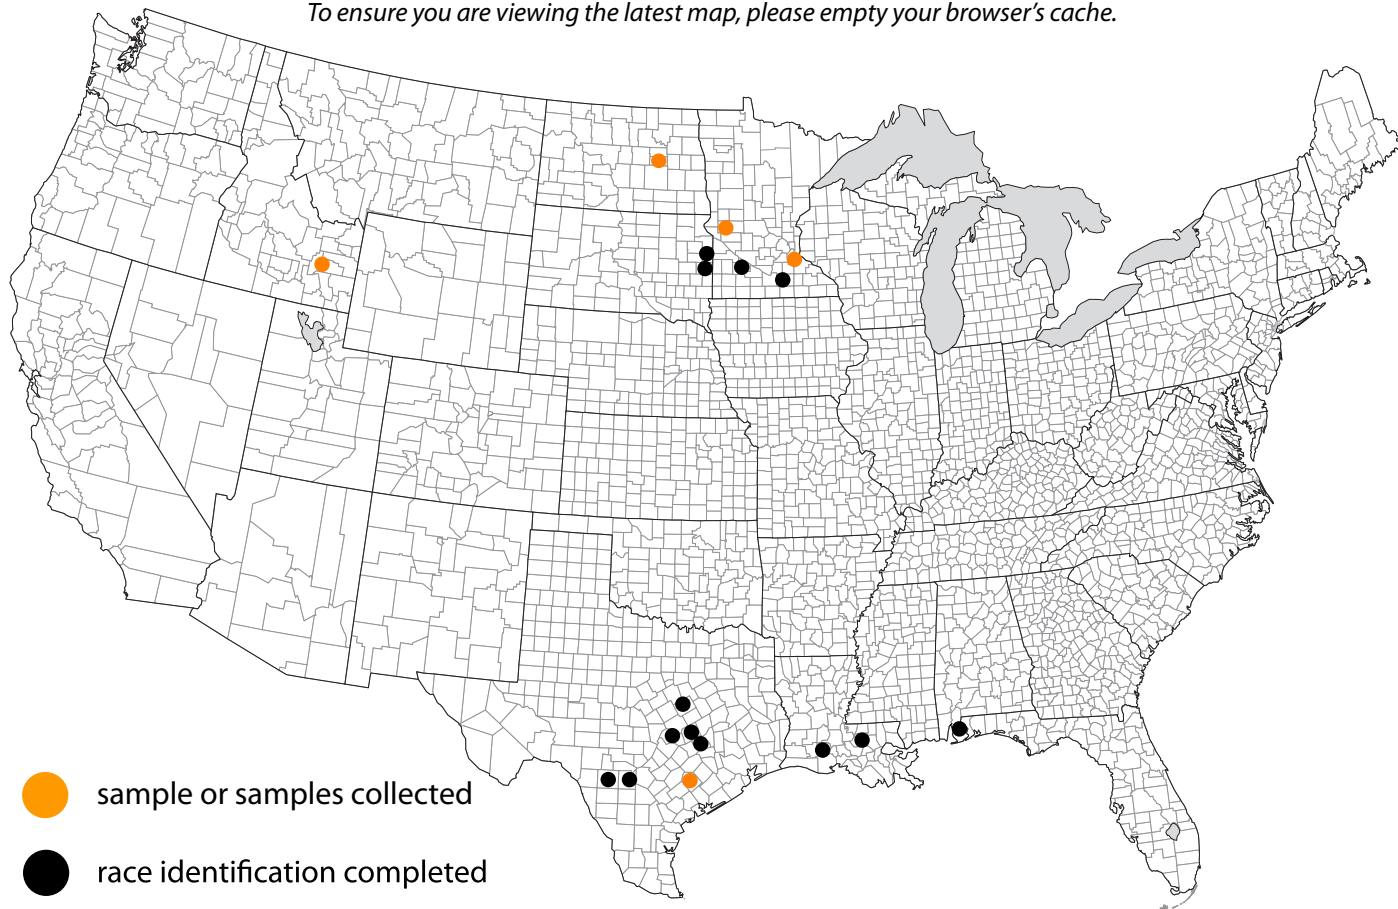 To ensure you are viewing the latest map, please empty your browser’s cache.
sample or samples collected
race identification completed